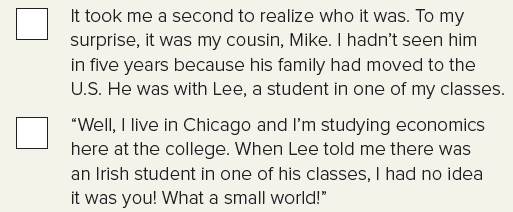 It took me a second to realize who it was. To my
surprise, it was my cousin, Mike. I hadn’t seen him
in five years because his family had moved to the
U.S. He was with Lee, a student in one of my classes.
“Well, I live in Chicago and I’m studying economics
here at the college. When Lee told me there was
an Irish student in one of his classes, I had no idea
it was you! What a small world!”